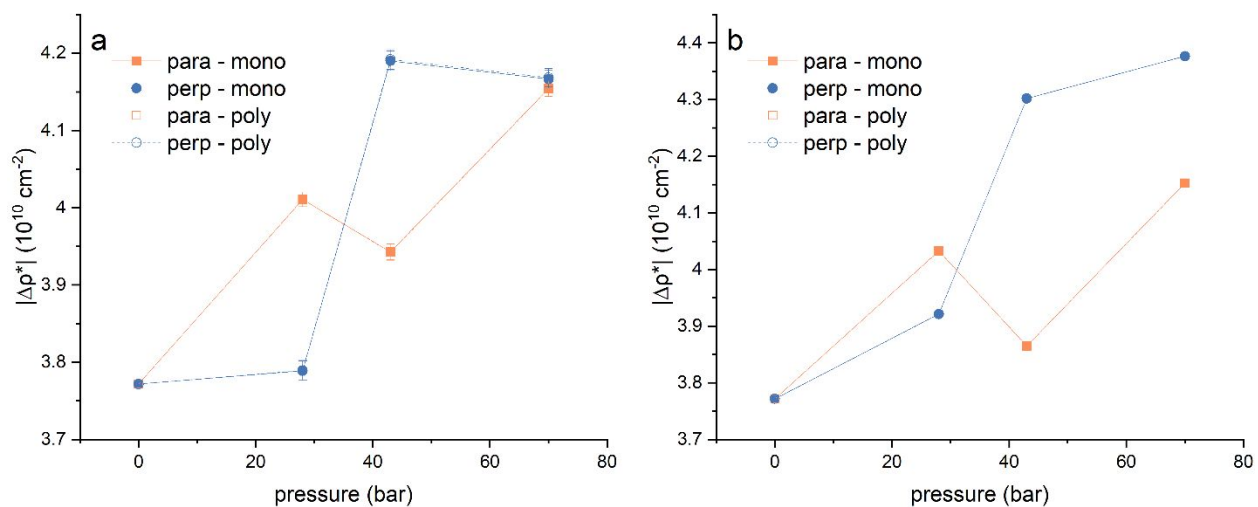 a
para - mono
perp - mono
para - poly
perp - poly
4.2
4.1
4
3.9
3.8
3.7
|Δρ*| (10¹⁰ cm⁻²)
0
20
40
60
80
pressure (bar)
b
para - mono
perp - mono
para - poly
perp - poly
4.4
4.3
4.2
4.1
4
3.9
3.8
3.7
|Δρ*| (10¹⁰ cm⁻²)
0
20
40
60
80
pressure (bar)